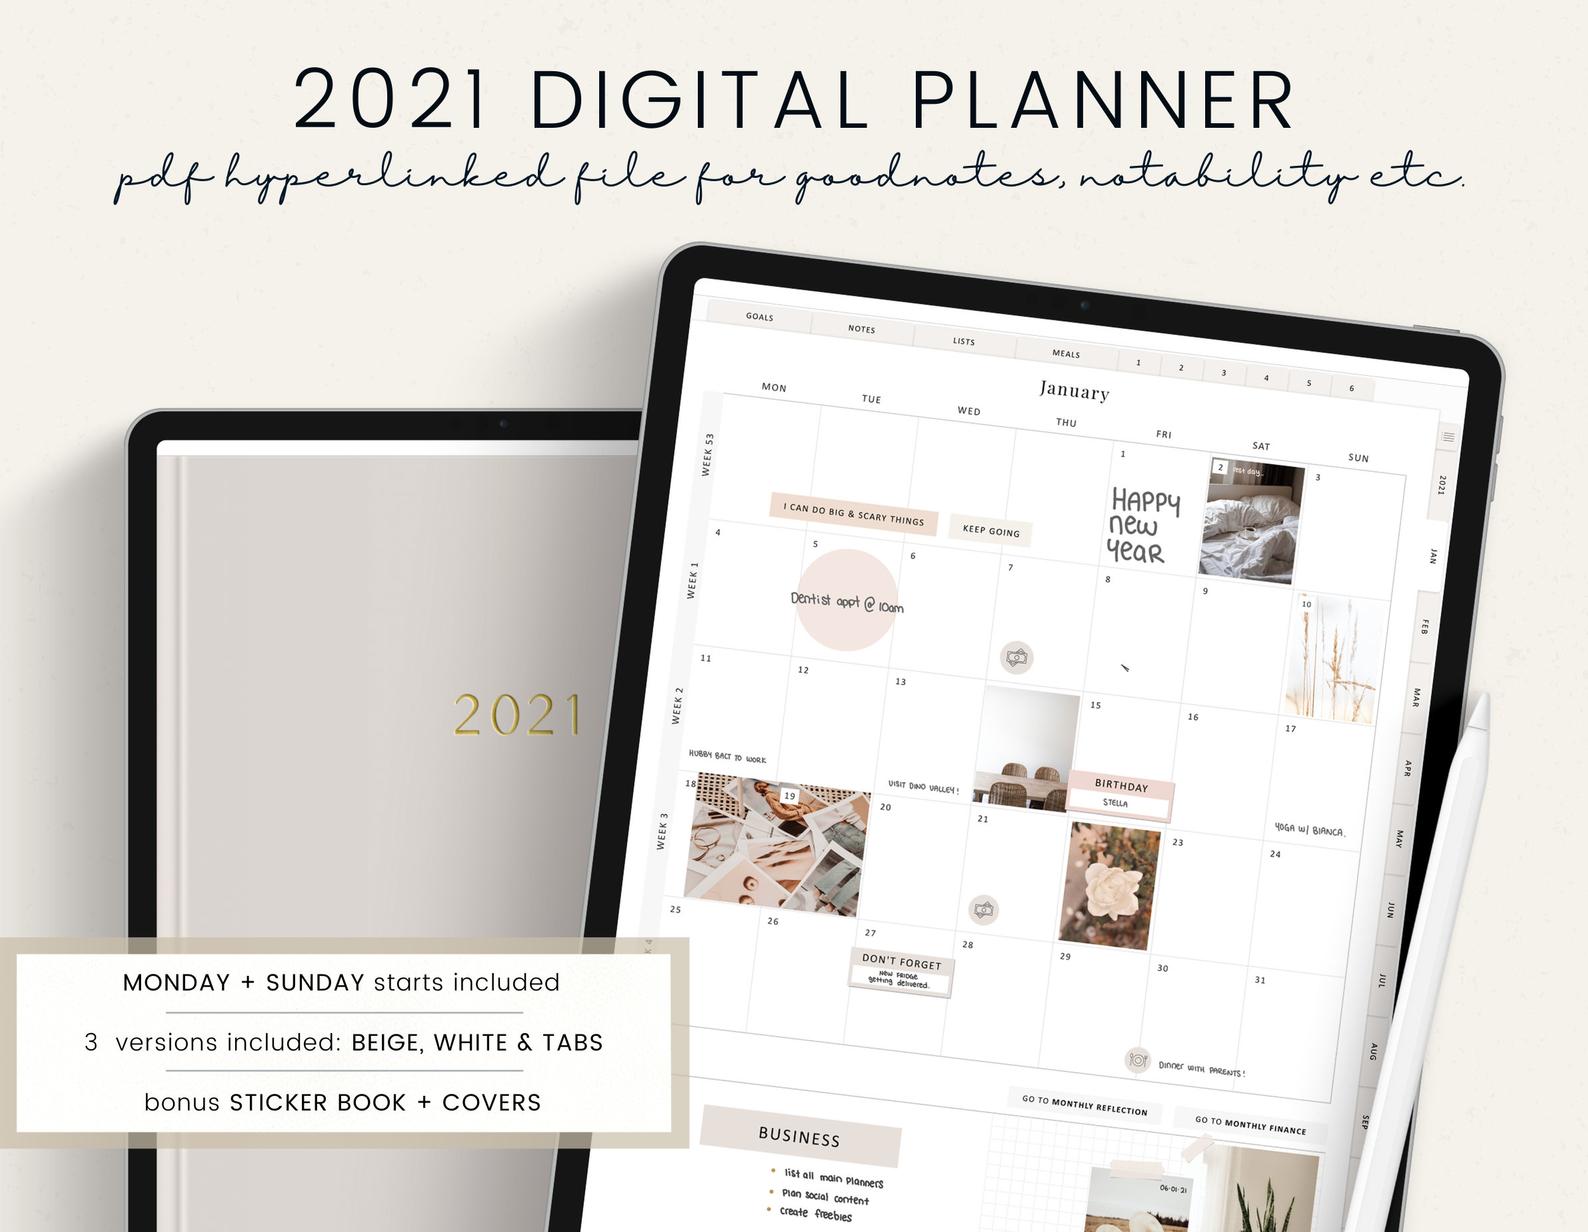 2021 DIGITAL PLANNER
pdf hyperlinked file for goodnotes, notability etc.
GOALS NOTES LISTS MEALS 1 2 3 4 5 6
January
MON TUE WED THU FRI SAT SUN
2021
JAN
FEB
MAR
APR
MAY
JUN
JUL
AUG
SEP
WEEK 53
1
HAPPY
new
year
2 rest day..
3
I CAN DO BIG & SCARY THINGS
KEEP GOING
WEEK 1
4 5 6 7 8 9 10
Dentist appt @ 10am
WEEK 2
11 12 13 15 16 17
HUBBY BACT TO WORK
VISIT DINO VALLEY!
BIRTHDAY
STELLA
YOGA W/ BIANCA.
WEEK 3
18 19 20 21 23 24
4
25 26 27 28 29 30 31
DON'T FORGET
NEW FRIDGE
getting delivered.
Dinner WITH PARENTS!
GO TO MONTHLY REFLECTION
GO TO MONTHLY FINANCE
BUSINESS
• list all main planners
• Plan social content
• create freebies
06·01·21
2021
MONDAY + SUNDAY starts included
3 versions included: BEIGE, WHITE & TABS
bonus STICKER BOOK + COVERS